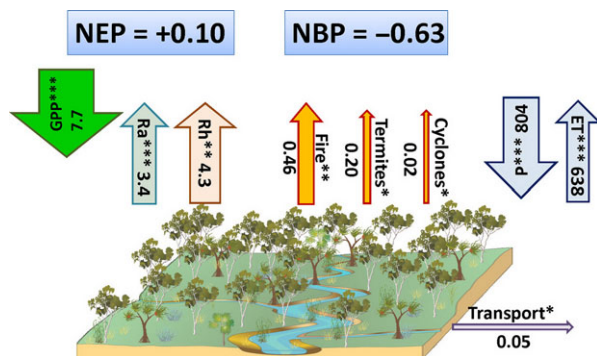 NEP = +0.10
NBP = −0.63
GPP***
7.7
Ra*** 3.4
Rh** 4.3
Fire**
0.46
Termites*
0.20
Cyclones*
0.02
P*** 804
ET*** 638
Transport*
0.05